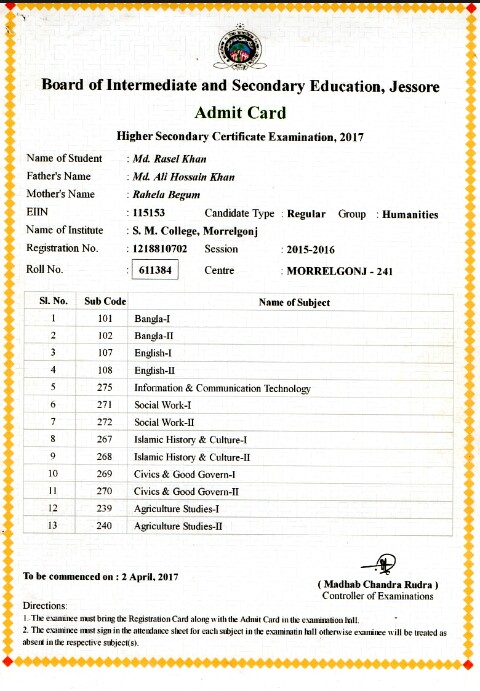 Board of Intermediate and Secondary Education, Jessore
Admit Card
Higher Secondary Certificate Examination, 2017
Name of Student : Md. Rasel Khan
Father's Name : Md. Ali Hossain Khan
Mother's Name : Rahela Begum
EIIN : 115153 Candidate Type : Regular Group : Humanities
Name of Institute : S. M. College, Morrelgonj
Registration No. : 1218810702 Session : 2015-2016
Roll No. : 611384 Centre : MORRELGONJ - 241
Sl. No. Sub Code Name of Subject
1 101 Bangla-I
2 102 Bangla-II
3 107 English-I
4 108 English-II
5 275 Information & Communication Technology
6 271 Social Work-I
7 272 Social Work-II
8 267 Islamic History & Culture-I
9 268 Islamic History & Culture-II
10 269 Civics & Good Govern-I
11 270 Civics & Good Govern-II
12 239 Agriculture Studies-I
13 240 Agriculture Studies-II
To be commenced on : 2 April, 2017
( Madhab Chandra Rudra )
Controller of Examinations
Directions:
1. The examinee must bring the Registration Card along with the Admit Card in the examination hall.
2. The examinee must sign in the attendance sheet for each subject in the examinatin hall otherwise examinee will be treated as
absent in the respective subject(s).